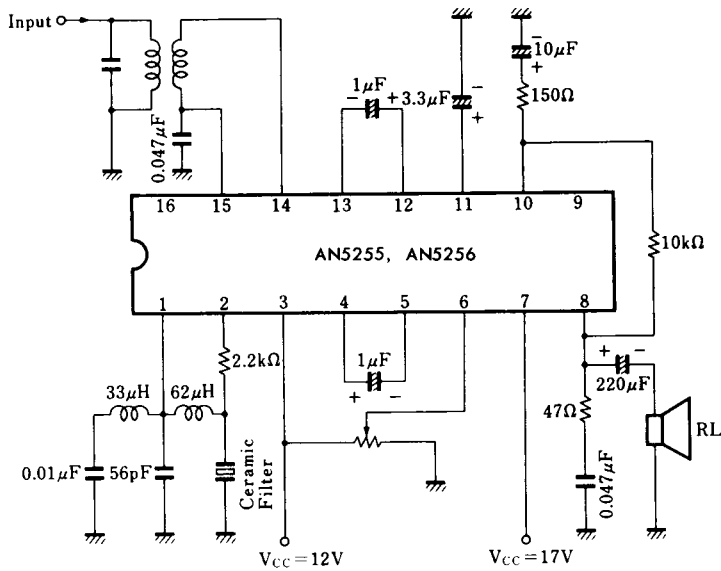 Input
0.047µF
1µF
− +
3.3µF
−
+
−
10µF
+
150Ω
10kΩ
16 15 14 13 12 11 10 9
AN5255, AN5256
1 2 3 4 5 6 7 8
2.2kΩ
33µH
62µH
1µF
+ −
+ −
220µF
47Ω
RL
0.01µF
56pF
Ceramic
Filter
0.047µF
VCC=12V
VCC=17V